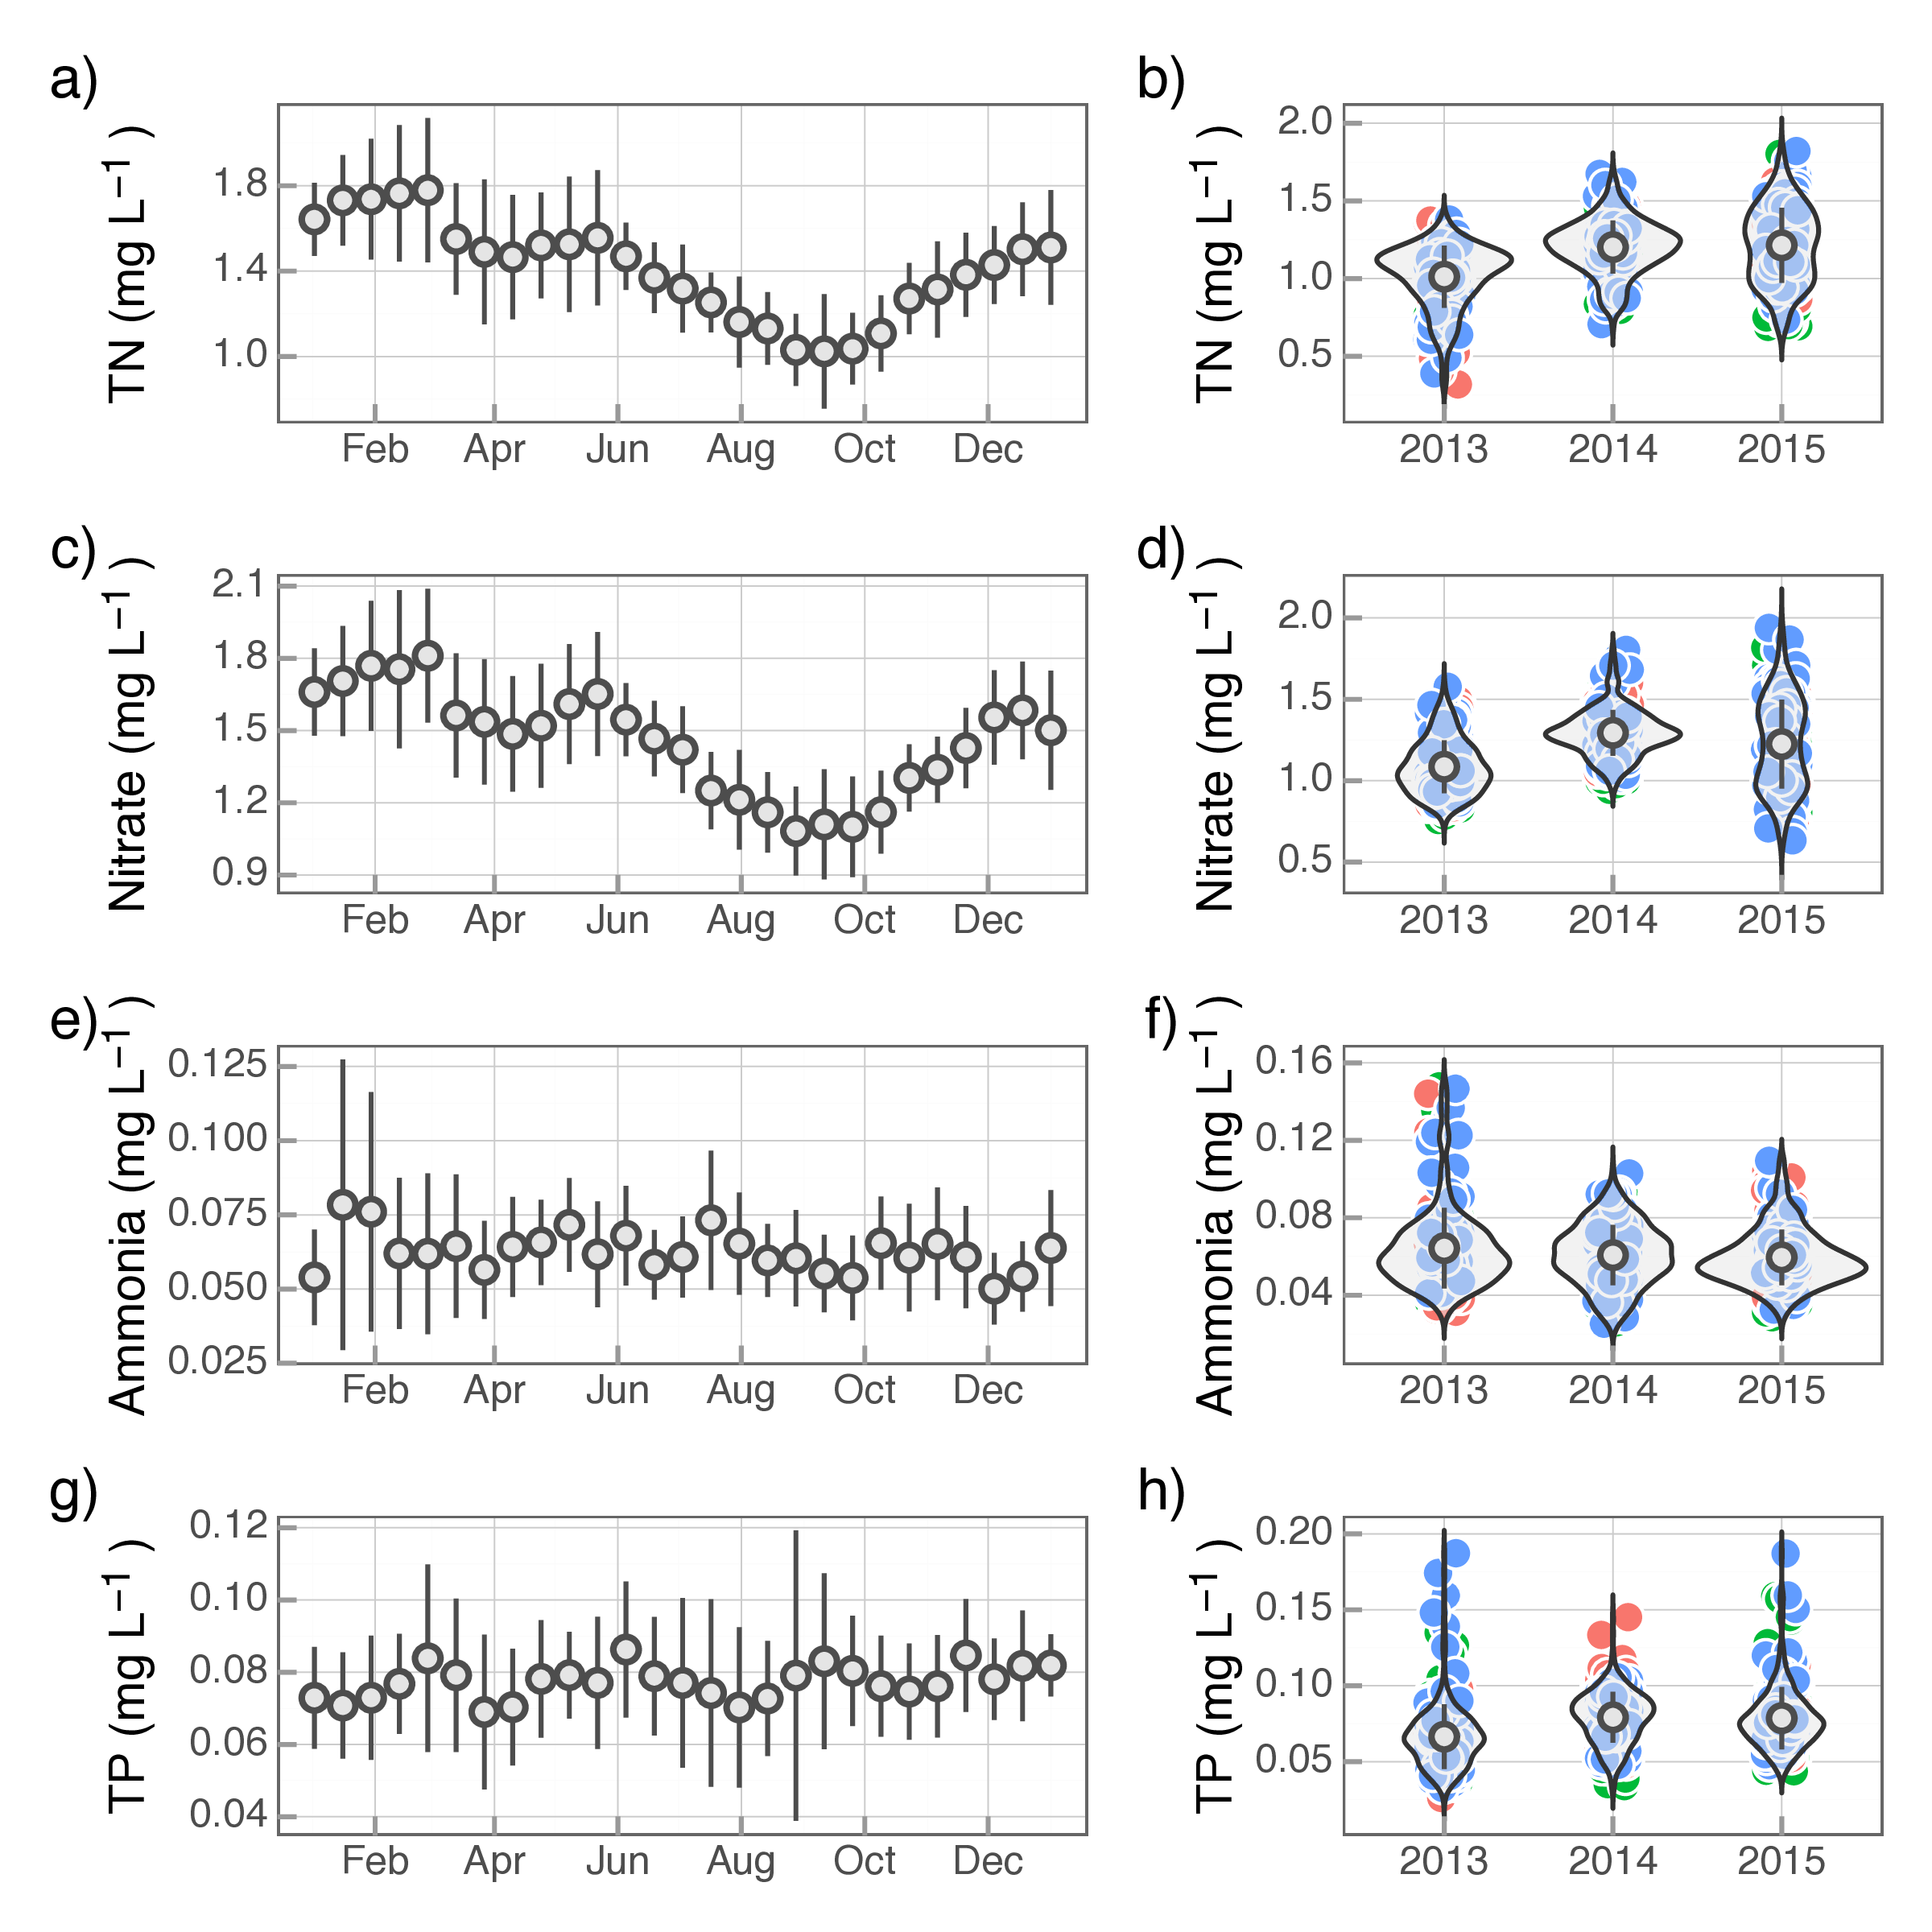 a)
TN (mg L−1 )
1.8
1.4
1.0
Feb Apr Jun Aug Oct Dec
b)
TN (mg L−1 )
2.0
1.5
1.0
0.5
2013 2014 2015
c)
Nitrate (mg L−1 )
2.1
1.8
1.5
1.2
0.9
Feb Apr Jun Aug Oct Dec
d)
Nitrate (mg L−1 )
2.0
1.5
1.0
0.5
2013 2014 2015
e)
Ammonia (mg L−1 )
0.125
0.100
0.075
0.050
0.025
Feb Apr Jun Aug Oct Dec
f)
Ammonia (mg L−1 )
0.16
0.12
0.08
0.04
2013 2014 2015
g)
TP (mg L−1 )
0.12
0.10
0.08
0.06
0.04
Feb Apr Jun Aug Oct Dec
h)
TP (mg L−1 )
0.20
0.15
0.10
0.05
2013 2014 2015